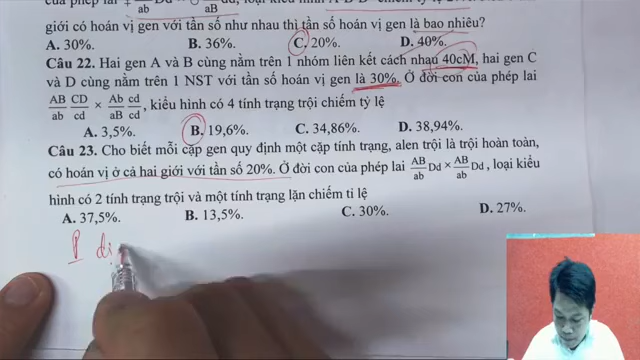 giới có hoán vị gen với tần số như nhau thì tần số hoán vị gen là bao nhiêu?
A. 30%. B. 36%. C. 20%. D. 40%.
Câu 22. Hai gen A và B cùng nằm trên 1 nhóm liên kết cách nhau 40cM, hai gen C
và D cùng nằm trên 1 NST với tần số hoán vị gen là 30%. Ở đời con của phép lai
AB/ab CD/cd × Ab/aB cd/cd, kiểu hình có 4 tính trạng trội chiếm tỷ lệ
A. 3,5%. B. 19,6%. C. 34,86%. D. 38,94%.
Câu 23. Cho biết mỗi cặp gen quy định một cặp tính trạng, alen trội là trội hoàn toàn,
có hoán vị ở cả hai giới với tần số 20%. Ở đời con của phép lai AB/ab Dd × AB/ab Dd, loại kiểu
hình có 2 tính trạng trội và một tính trạng lặn chiếm tỉ lệ
A. 37,5%. B. 13,5%. C. 30%. D. 27%.
P dị